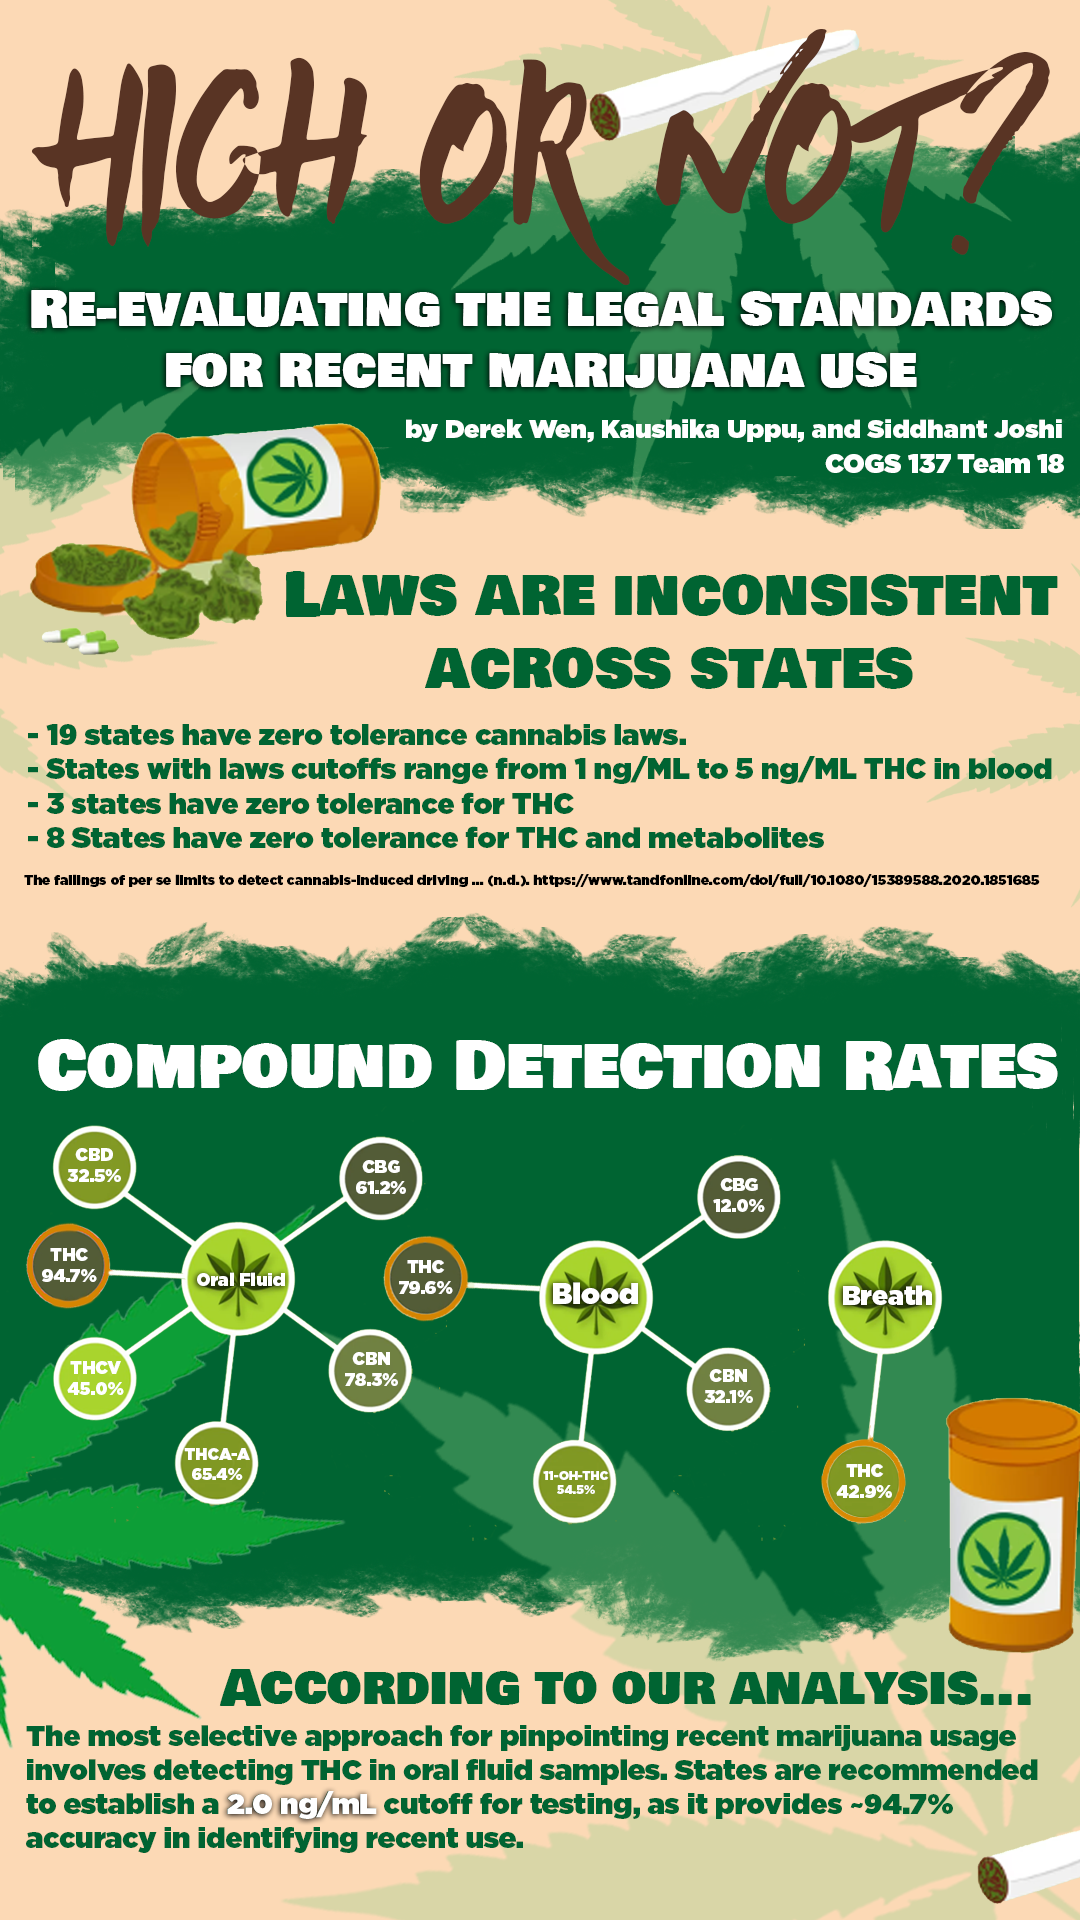 HIGH OR NOT?
RE-EVALUATING THE LEGAL STANDARDS
FOR RECENT MARIJUANA USE
by Derek Wen, Kaushika Uppu, and Siddhant Joshi
COGS 137 Team 18
LAWS ARE INCONSISTENT
ACROSS STATES
- 19 states have zero tolerance cannabis laws.
- States with laws cutoffs range from 1 ng/ML to 5 ng/ML THC in blood
- 3 states have zero tolerance for THC
- 8 States have zero tolerance for THC and metabolites
The failings of per se limits to detect cannabis-induced driving ... (n.d.). https://www.tandfonline.com/doi/full/10.1080/15389588.2020.1851685
COMPOUND DETECTION RATES
CBD
32.5%
CBG
61.2%
THC
94.7%
Oral Fluid
THCV
45.0%
CBN
78.3%
THCA-A
65.4%
CBG
12.0%
THC
79.6%
Blood
CBN
32.1%
11-OH-THC
54.5%
Breath
THC
42.9%
ACCORDING TO OUR ANALYSIS...
The most selective approach for pinpointing recent marijuana usage
involves detecting THC in oral fluid samples. States are recommended
to establish a 2.0 ng/mL cutoff for testing, as it provides ~94.7%
accuracy in identifying recent use.